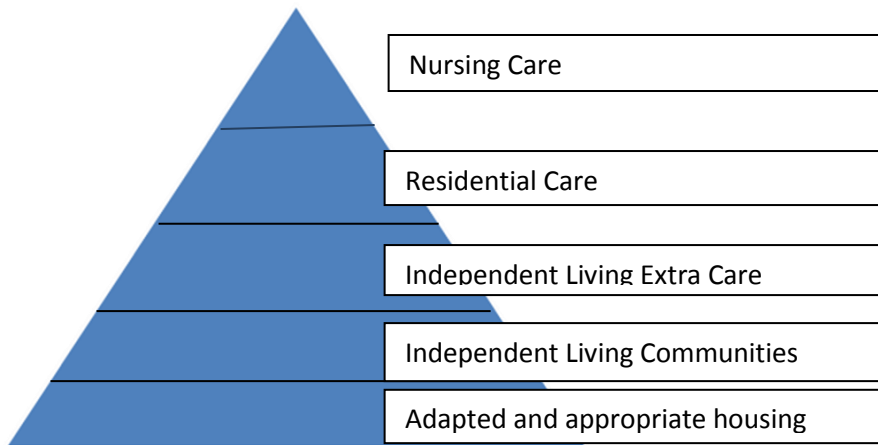 Nursing Care
Residential Care
Independent Living Extra Care
Independent Living Communities
Adapted and appropriate housing